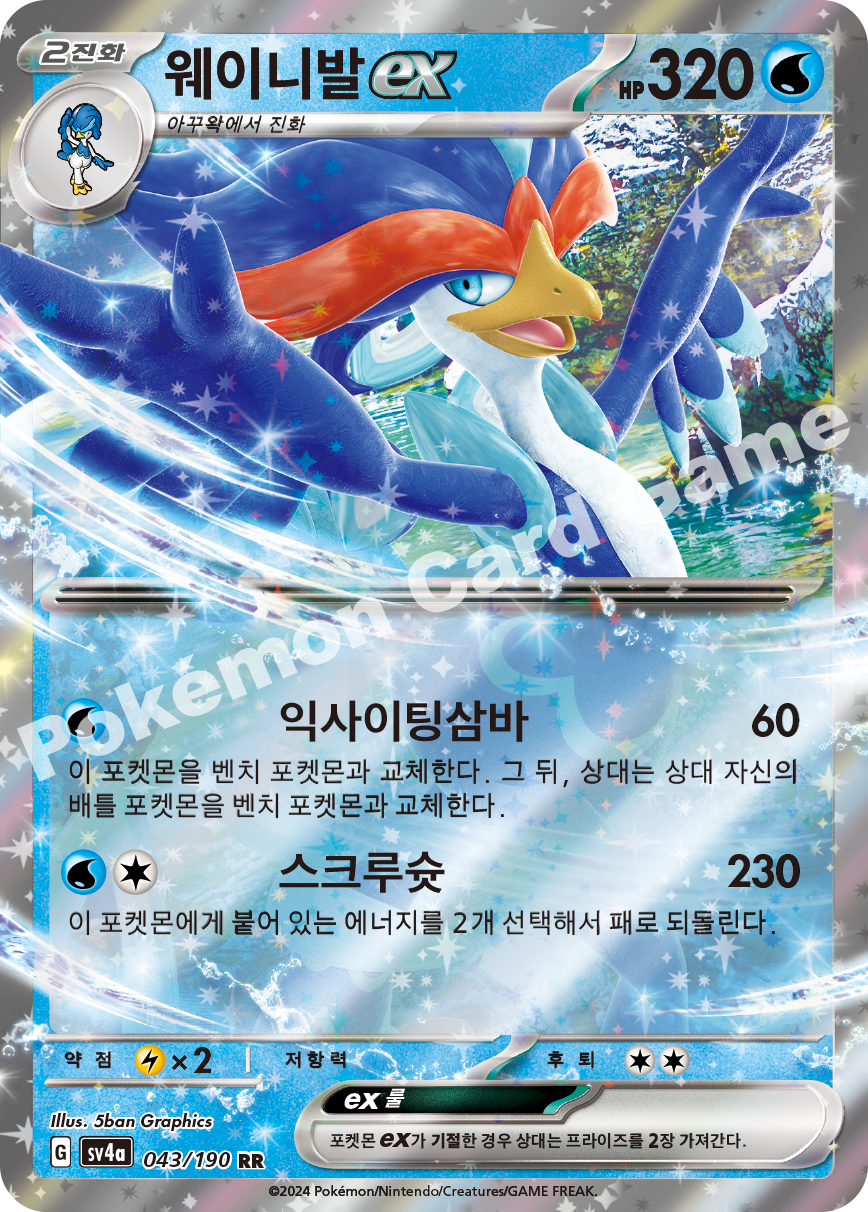 2진화
웨이니발ex
HP320
아꾸왁에서 진화
Pokemon Card Game
익사이팅삼바 60
이 포켓몬을 벤치 포켓몬과 교체한다. 그 뒤, 상대는 상대 자신의
배틀 포켓몬을 벤치 포켓몬과 교체한다.
스크루슛 230
이 포켓몬에게 붙어 있는 에너지를 2개 선택해서 패로 되돌린다.
약점 ×2 저항력 후퇴
ex룰
포켓몬 ex가 기절한 경우 상대는 프라이즈를 2장 가져간다.
Illus. 5ban Graphics
G sv4a 043/190 RR
©2024 Pokémon/Nintendo/Creatures/GAME FREAK.